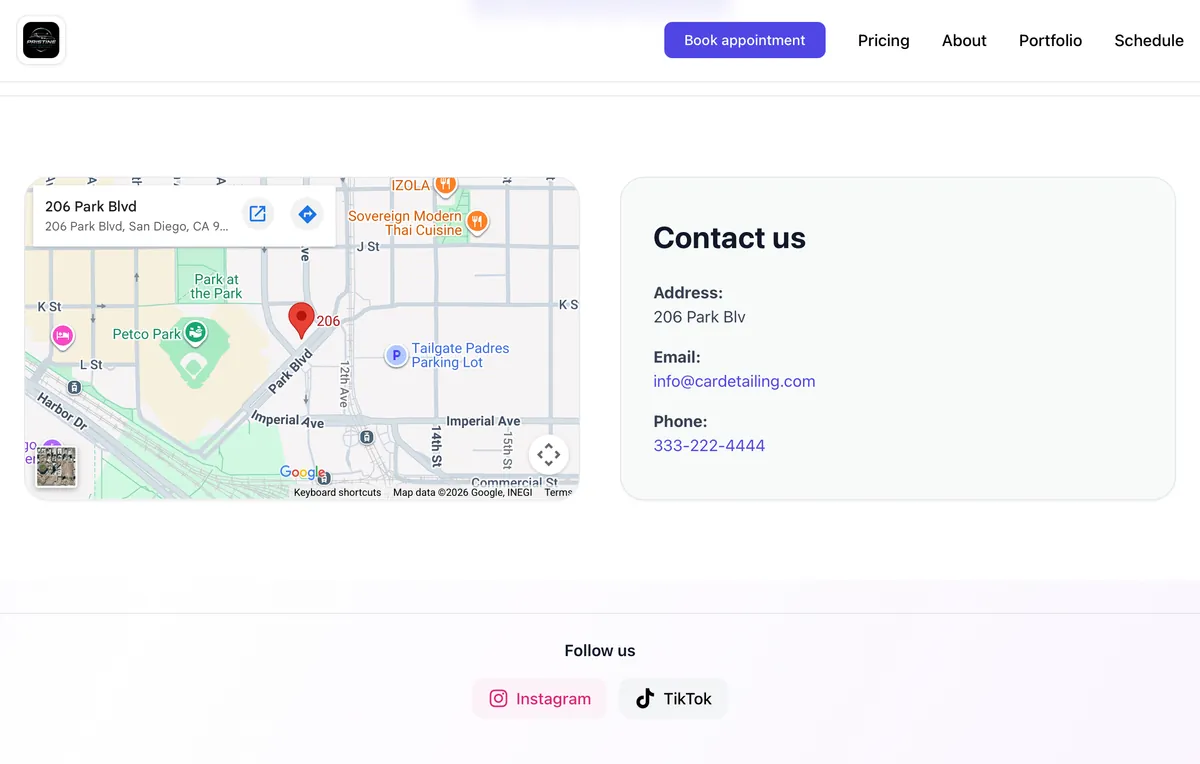 PRISTINE
Book appointment
Pricing
About
Portfolio
Schedule
206 Park Blvd
206 Park Blvd, San Diego, CA 9...
IZOLA
Sovereign Modern
Thai Cuisine
J St
Park at
the Park
K St
K S
Petco Park
206
Tailgate Padres
Parking Lot
P
L St
Park Blvd
12th Ave
Harbor Dr
Imperial Ave
Imperial Ave
14th St
15th St
Commercial St
Google
Keyboard shortcuts
Map data ©2026 Google, INEGI
Terms
Contact us
Address:
206 Park Blv
Email:
info@cardetailing.com
Phone:
333-222-4444
Follow us
Instagram
TikTok